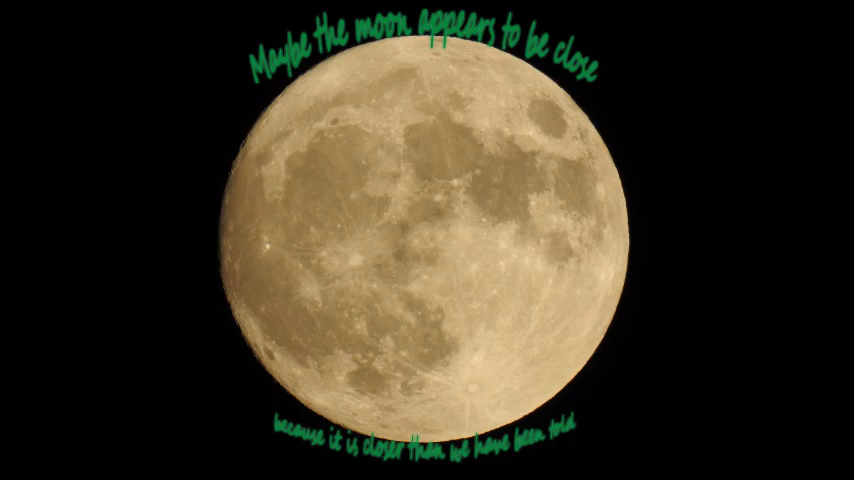 Maybe the moon appears to be close
because it is closer than we have been told